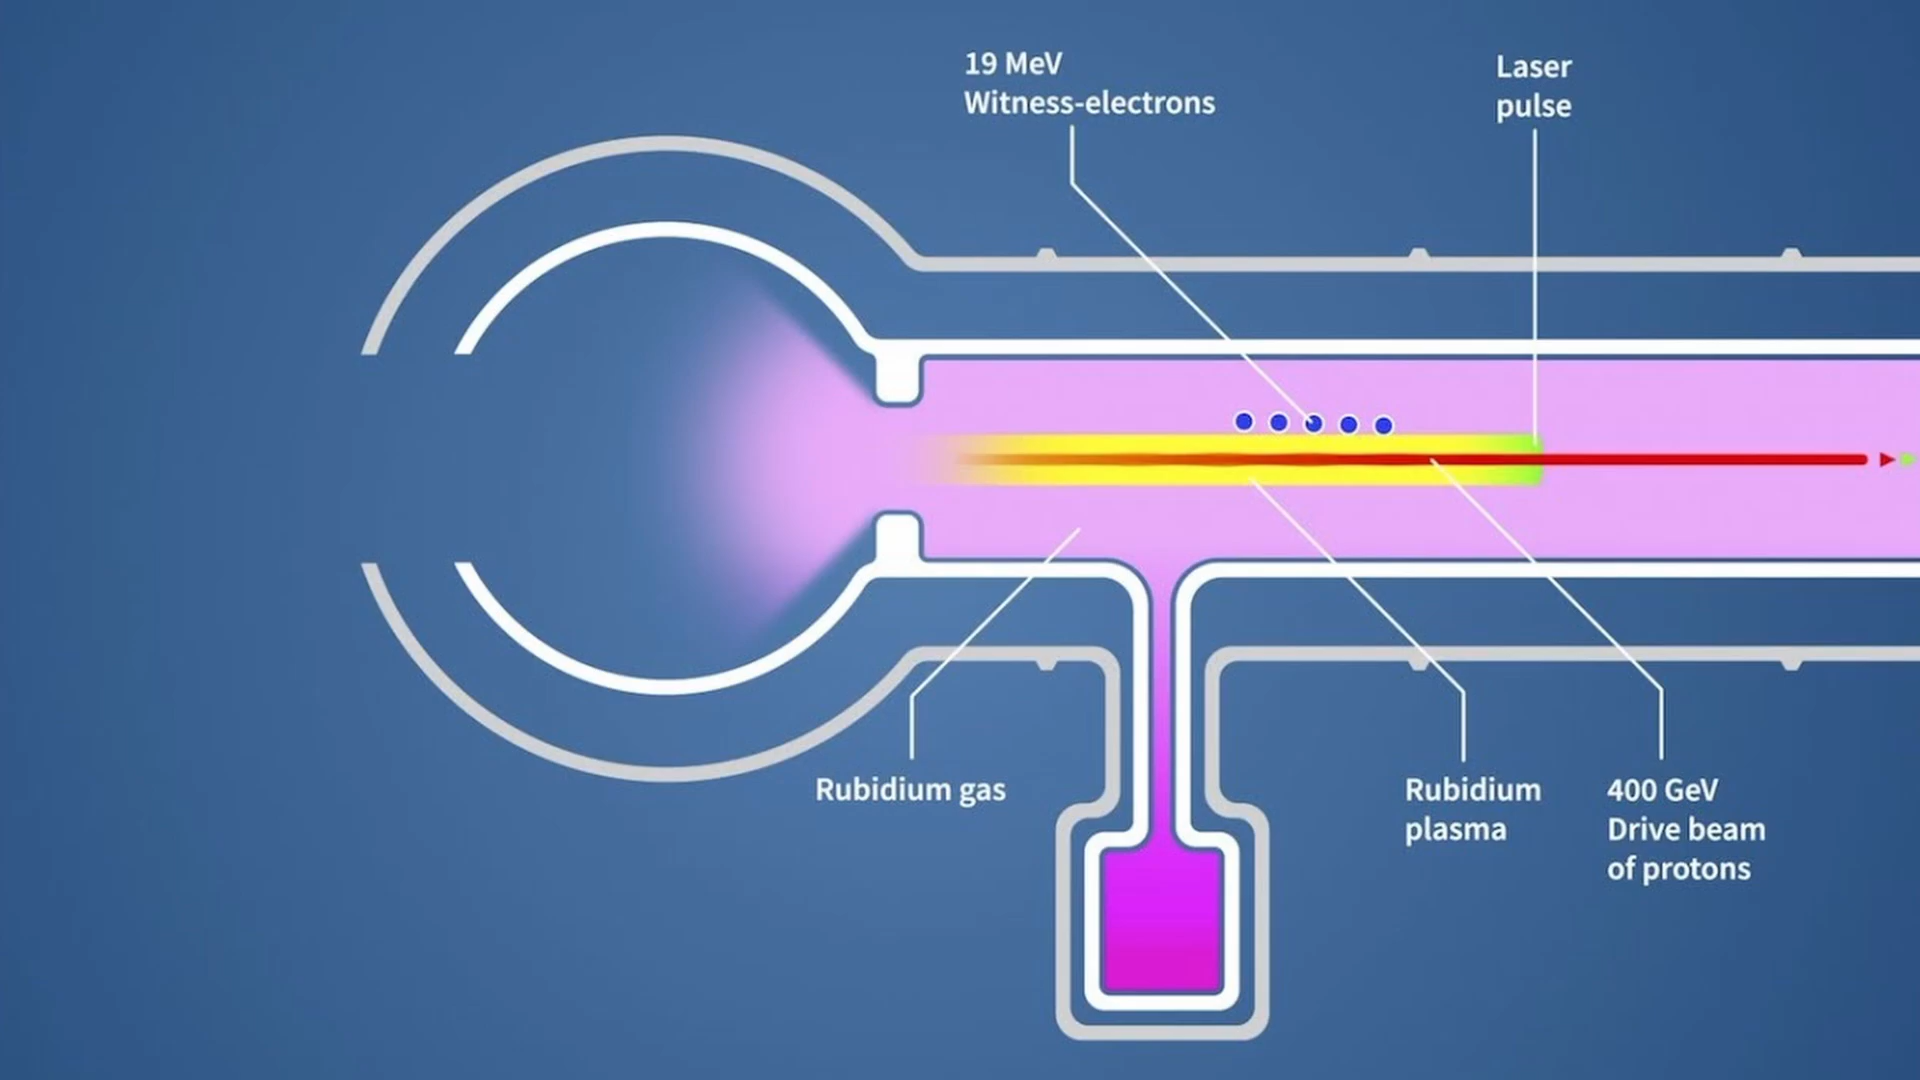 19 MeV
Witness-electrons
Laser
pulse
Rubidium gas
Rubidium
plasma
400 GeV
Drive beam
of protons